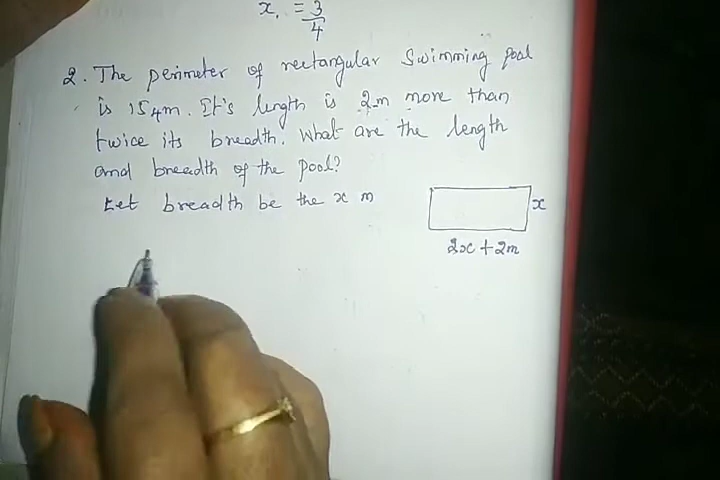 x. = 3/4
2. The perimeter of rectangular Swimming pool
is 154m. It's length is 2m more than
twice its breadth. What are the length
and breadth of the pool?
Let breadth be the x m
x
2x + 2m